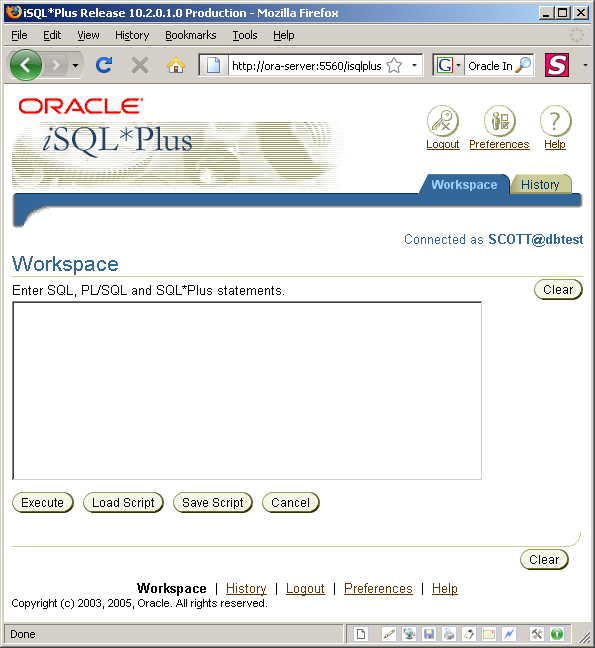 iSQL*Plus Release 10.2.0.1.0 Production - Mozilla Firefox
File Edit View History Bookmarks Tools Help
http://ora-server:5560/isqlplus G Oracle In S
ORACLE
iSQL*Plus
Logout Preferences Help
Workspace History
Connected as SCOTT@dbtest
Workspace
Enter SQL, PL/SQL and SQL*Plus statements. Clear
Execute Load Script Save Script Cancel
Clear
Workspace | History | Logout | Preferences | Help
Copyright (c) 2003, 2005, Oracle. All rights reserved.
Done